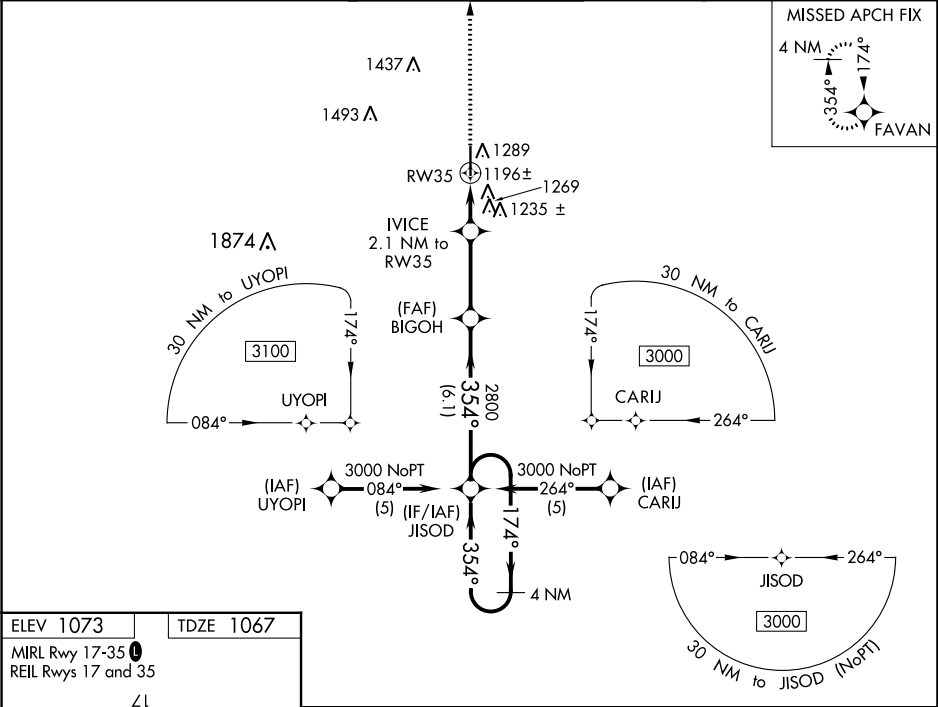 MISSED APCH FIX
4 NM
174°
354°
FAVAN
1437
1493
1289
RW35
1196±
1269
1235 ±
IVICE
2.1 NM to
RW35
1874
30 NM to UYOPI
174°
3100
UYOPI
084°
(FAF)
BIGOH
30 NM to CARIJ
174°
3000
CARIJ
264°
2800
354°
(6.1)
(IAF)
UYOPI
3000 NoPT
084°
(5)
(IF/IAF)
JISOD
3000 NoPT
264°
(5)
(IAF)
CARIJ
354°
174°
4 NM
084°
264°
JISOD
3000
30 NM to JISOD (NoPT)
ELEV 1073
TDZE 1067
MIRL Rwy 17-35 L
REIL Rwys 17 and 35
17